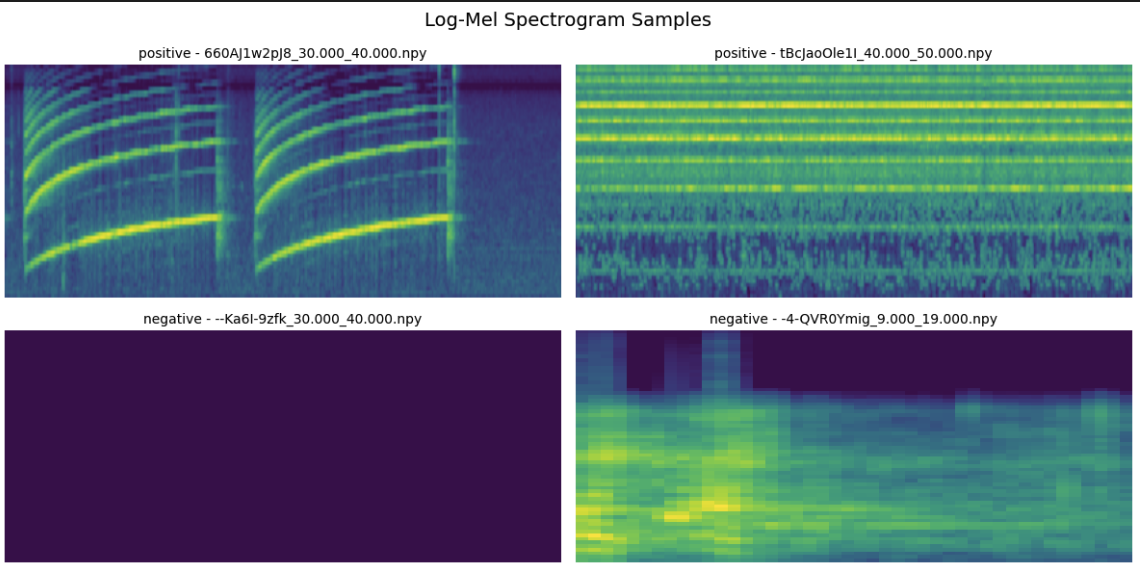 Log-Mel Spectrogram Samples
positive - 660AJ1w2pJ8_30.000_40.000.npy
positive - tBcJaoOle1I_40.000_50.000.npy
negative - --Ka6I-9zfk_30.000_40.000.npy
negative - -4-QVR0Ymig_9.000_19.000.npy